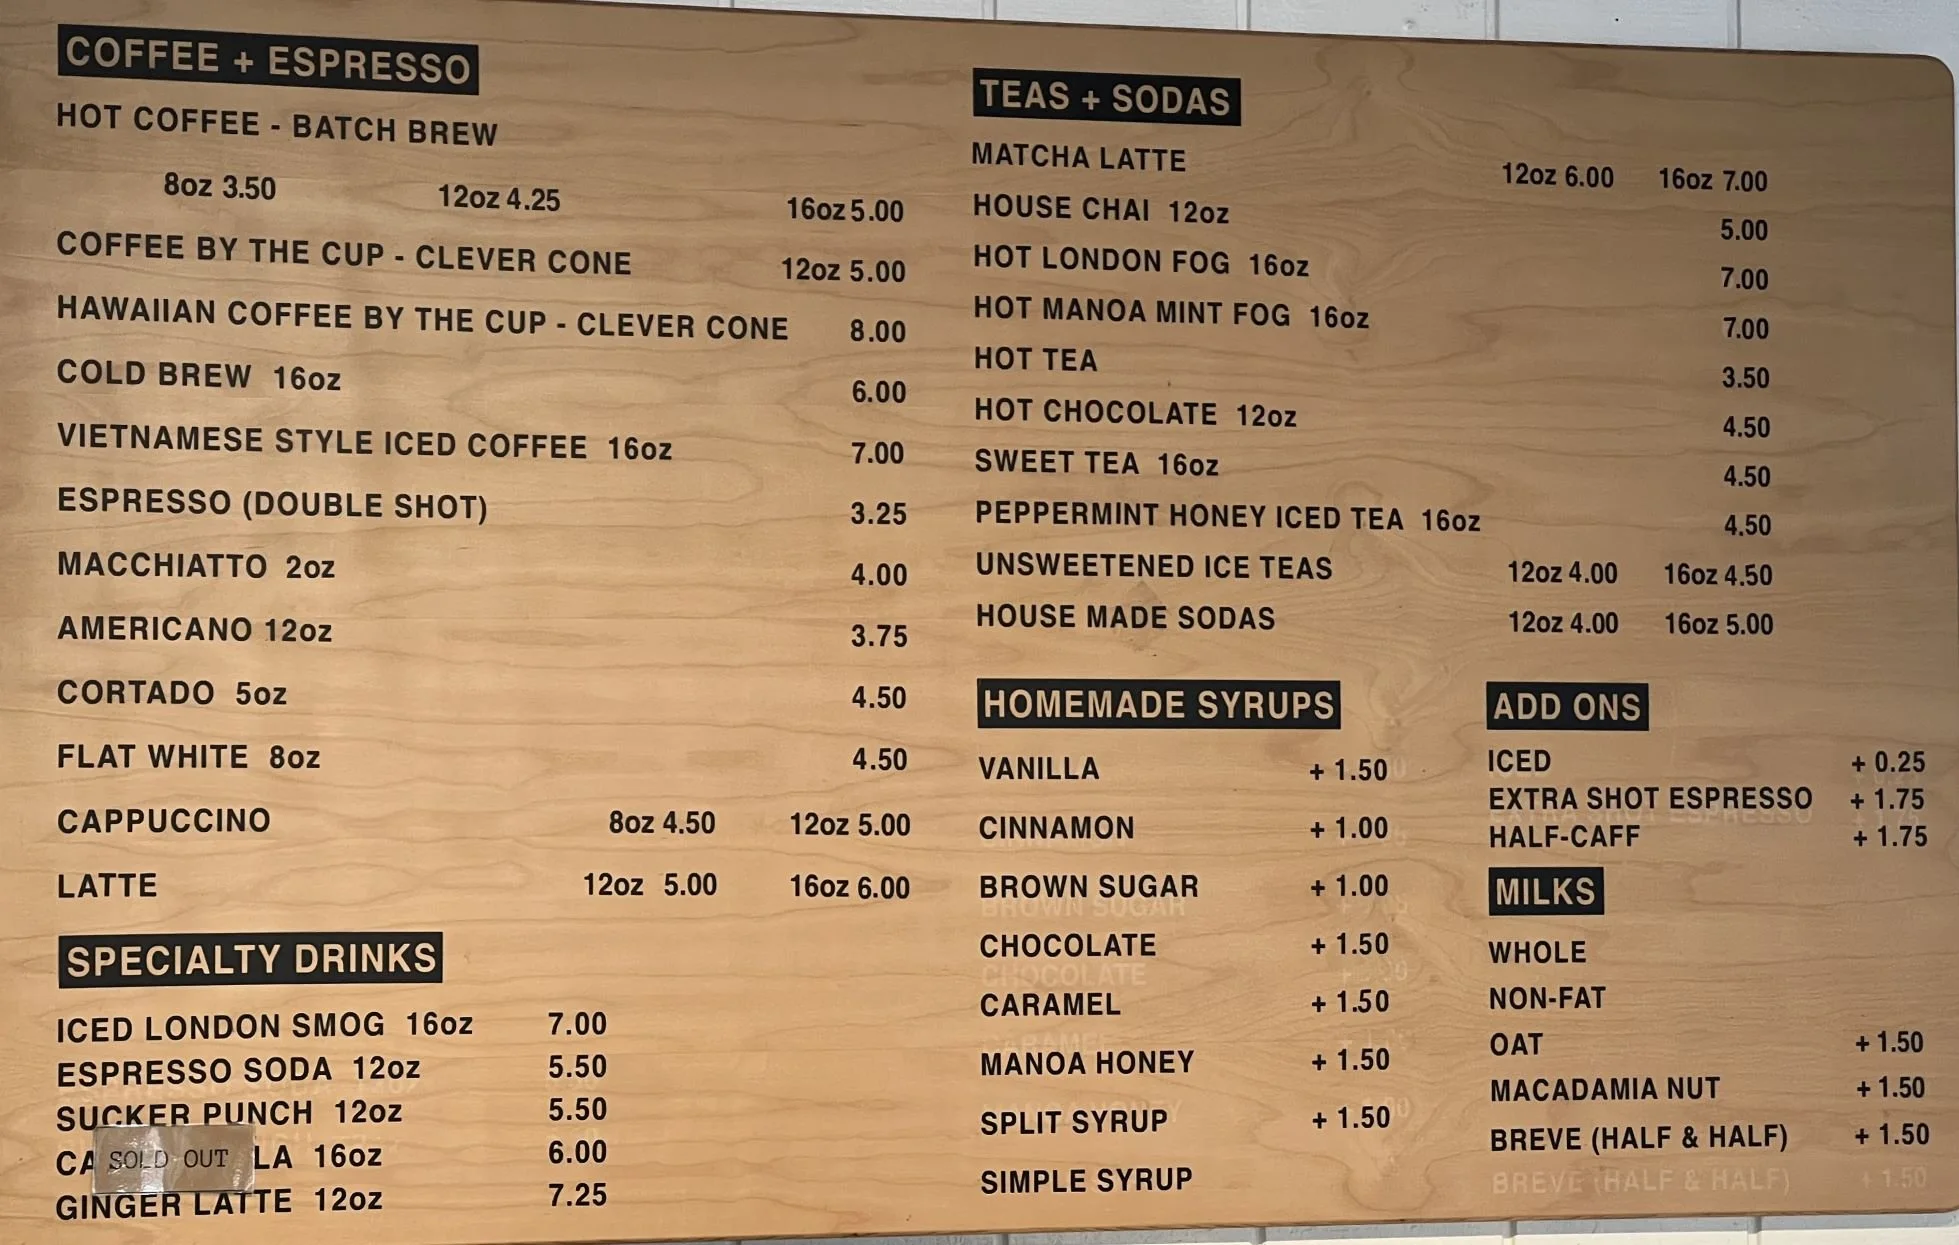 COFFEE + ESPRESSO
HOT COFFEE - BATCH BREW
8oz 3.50 12oz 4.25 16oz 5.00
COFFEE BY THE CUP - CLEVER CONE 12oz 5.00
HAWAIIAN COFFEE BY THE CUP - CLEVER CONE 8.00
COLD BREW 16oz 6.00
VIETNAMESE STYLE ICED COFFEE 16oz 7.00
ESPRESSO (DOUBLE SHOT) 3.25
MACCHIATTO 2oz 4.00
AMERICANO 12oz 3.75
CORTADO 5oz 4.50
FLAT WHITE 8oz 4.50
CAPPUCCINO 8oz 4.50 12oz 5.00
LATTE 12oz 5.00 16oz 6.00
SPECIALTY DRINKS
ICED LONDON SMOG 16oz 7.00
ESPRESSO SODA 12oz 5.50
SUCKER PUNCH 12oz 5.50
SOLD OUT 16oz 6.00
GINGER LATTE 12oz 7.25
TEAS + SODAS
MATCHA LATTE 12oz 6.00 16oz 7.00
HOUSE CHAI 12oz 5.00
HOT LONDON FOG 16oz 7.00
HOT MANOA MINT FOG 16oz 7.00
HOT TEA 3.50
HOT CHOCOLATE 12oz 4.50
SWEET TEA 16oz 4.50
PEPPERMINT HONEY ICED TEA 16oz 4.50
UNSWEETENED ICE TEAS 12oz 4.00 16oz 4.50
HOUSE MADE SODAS 12oz 4.00 16oz 5.00
HOMEMADE SYRUPS
VANILLA + 1.50
CINNAMON + 1.00
BROWN SUGAR + 1.00
CHOCOLATE + 1.50
CARAMEL + 1.50
MANOA HONEY + 1.50
SPLIT SYRUP + 1.50
SIMPLE SYRUP
ADD ONS
ICED + 0.25
EXTRA SHOT ESPRESSO + 1.75
HALF-CAFF + 1.75
MILKS
WHOLE
NON-FAT
OAT + 1.50
MACADAMIA NUT + 1.50
BREVE (HALF & HALF) + 1.50